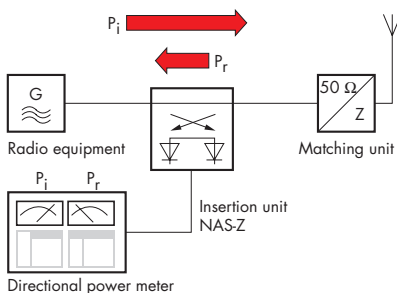 Pi
Pr
G
50 Ω
Z
Radio equipment
Matching unit
Pi Pr
Insertion unit
NAS-Z
Directional power meter